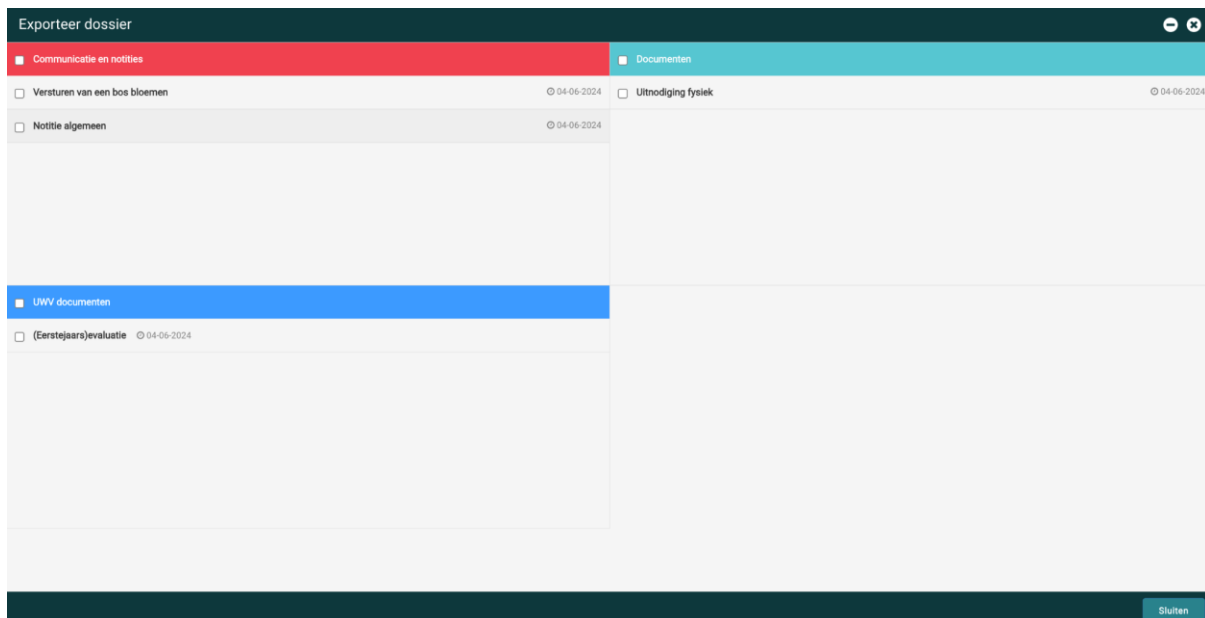 Exporteer dossier
Communicatie en notities
Versturen van een bos bloemen 04-06-2024
Notitie algemeen 04-06-2024
Documenten
Uitnodiging fysiek 04-06-2024
UWV documenten
(Eerstejaars)evaluatie 04-06-2024
Sluiten